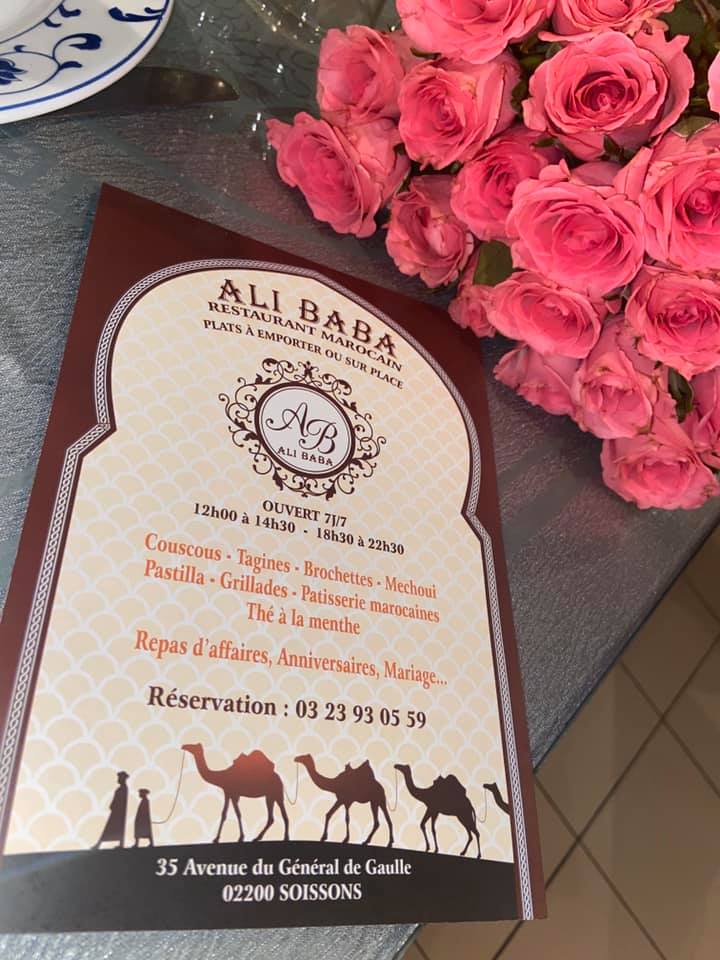 ALI BABA
RESTAURANT MAROCAIN
PLATS À EMPORTER OU SUR PLACE
AB
ALI BABA
OUVERT 7J/7
12h00 à 14h30 - 18h30 à 22h30
Couscous - Tagines - Brochettes - Mechoui
Pastilla - Grillades - Patisserie marocaines
Thé à la menthe
Repas d'affaires, Anniversaires, Mariage...
Réservation : 03 23 93 05 59
35 Avenue du Général de Gaulle
02200 SOISSONS